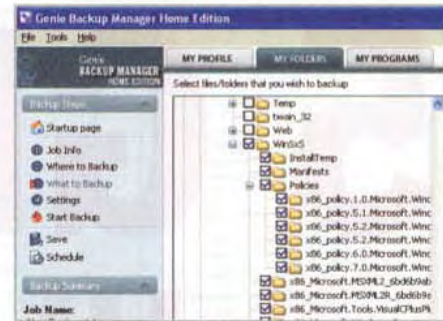 Genie Backup Manager Home Edition
File Tools Help
Genie
BACKUP MANAGER
HOME EDITION
MY PROFILE
MY FOLDERS
MY PROGRAMS
Select files/folders that you wish to backup
Backup Steps
Startup page
Job Info
Where to Backup
What to Backup
Settings
Start Backup
Save
Schedule
Backup Summary
Job Name:
Temp
twain_32
Web
WinSxS
InstallTemp
Manifests
Policies
x86_policy.1.0.Microsoft.Winc
x86_policy.5.1.Microsoft.Winc
x86_policy.5.2.Microsoft.Winc
x86_policy.5.2.Microsoft.Winc
x86_policy.6.0.Microsoft.Winc
x86_policy.7.0.Microsoft.Winc
x86_Microsoft.MSXML2_6bd6b9ab
x86_Microsoft.MSXML2R_6bd6b9e
x86_Microsoft.Tools.VisualCPlusPl